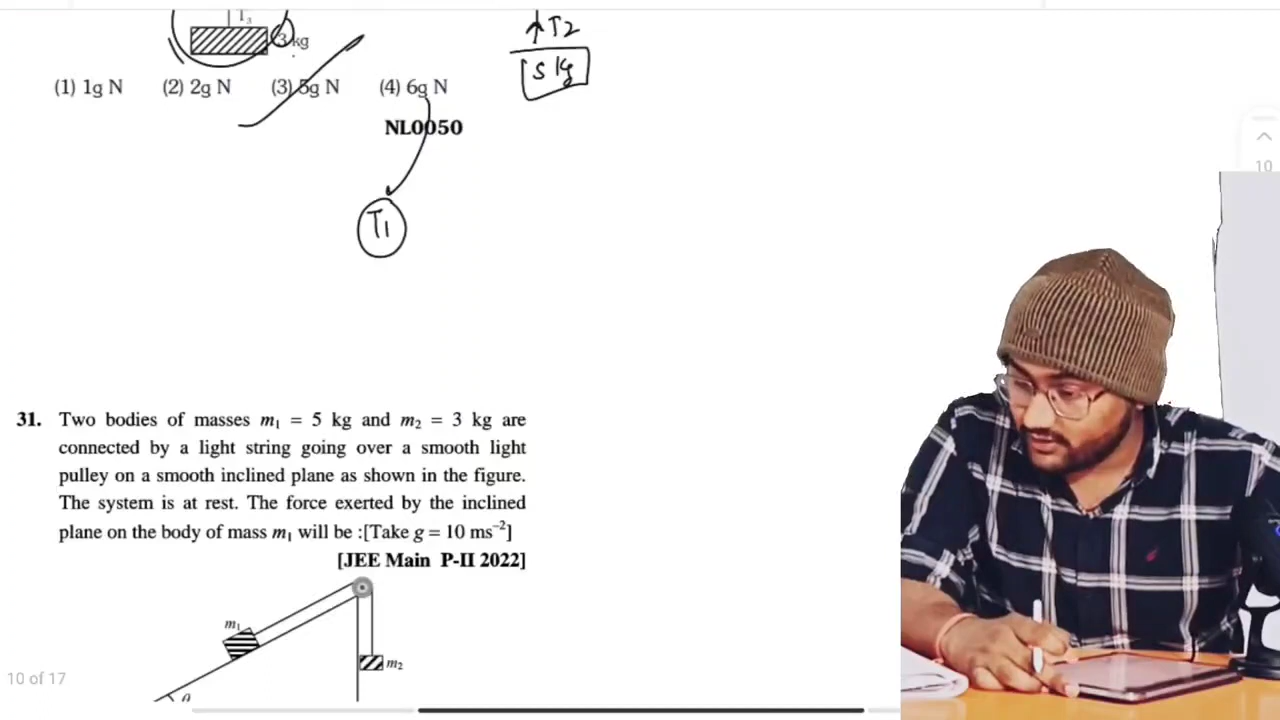 T₃
3 kg
↑T2
5 kg
(1) 1g N (2) 2g N (3) 5g N (4) 6g N
NL0050
T1
10
31. Two bodies of masses m₁ = 5 kg and m₂ = 3 kg are
connected by a light string going over a smooth light
pulley on a smooth inclined plane as shown in the figure.
The system is at rest. The force exerted by the inclined
plane on the body of mass m₁ will be :[Take g = 10 ms⁻²]
[JEE Main P-II 2022]
m₁
m₂
10 of 17